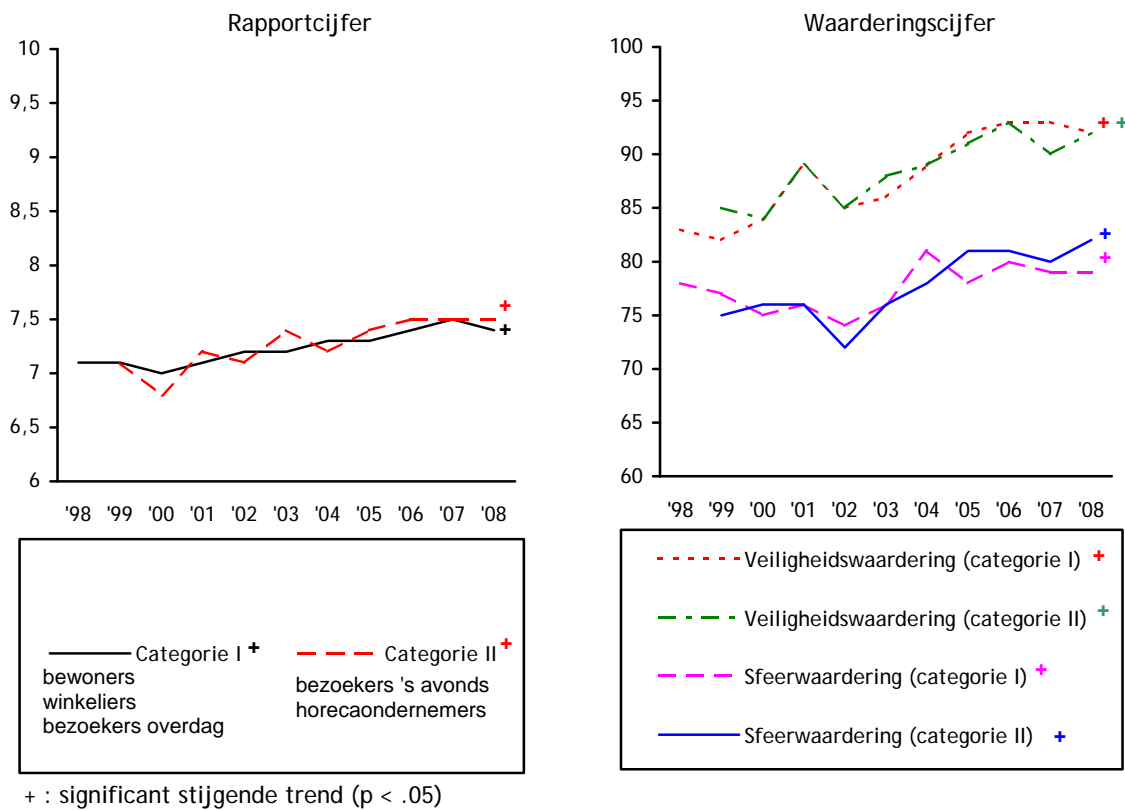 Rapportcijfer
10
9,5
9
8,5
8
7,5
7
6,5
6
'98 '99 '00 '01 '02 '03 '04 '05 '06 '07 '08
Categorie I +
bewoners
winkeliers
bezoekers overdag
Categorie II +
bezoekers 's avonds
horecaondernemers
+ : significant stijgende trend (p < .05)
Waarderingscijfer
100
95
90
85
80
75
70
65
60
'98 '99 '00 '01 '02 '03 '04 '05 '06 '07 '08
Veiligheidswaardering (categorie I) +
Veiligheidswaardering (categorie II) +
Sfeerwaardering (categorie I) +
Sfeerwaardering (categorie II) +